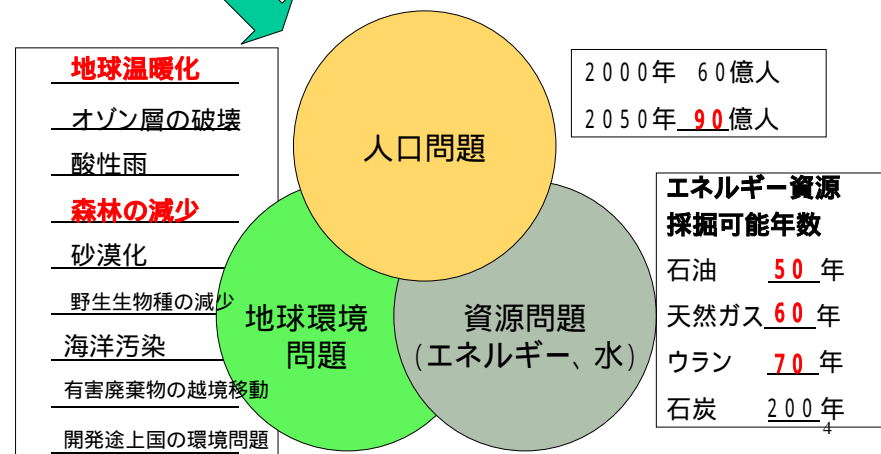 地球温暖化
オゾン層の破壊
酸性雨
森林の減少
砂漠化
野生生物種の減少
海洋汚染
有害廃棄物の越境移動
開発途上国の環境問題
人口問題
地球環境
問題
資源問題
(エネルギー、水)
2000年 60億人
2050年 90億人
エネルギー資源
採掘可能年数
石油 50年
天然ガス 60年
ウラン 70年
石炭 200年
4